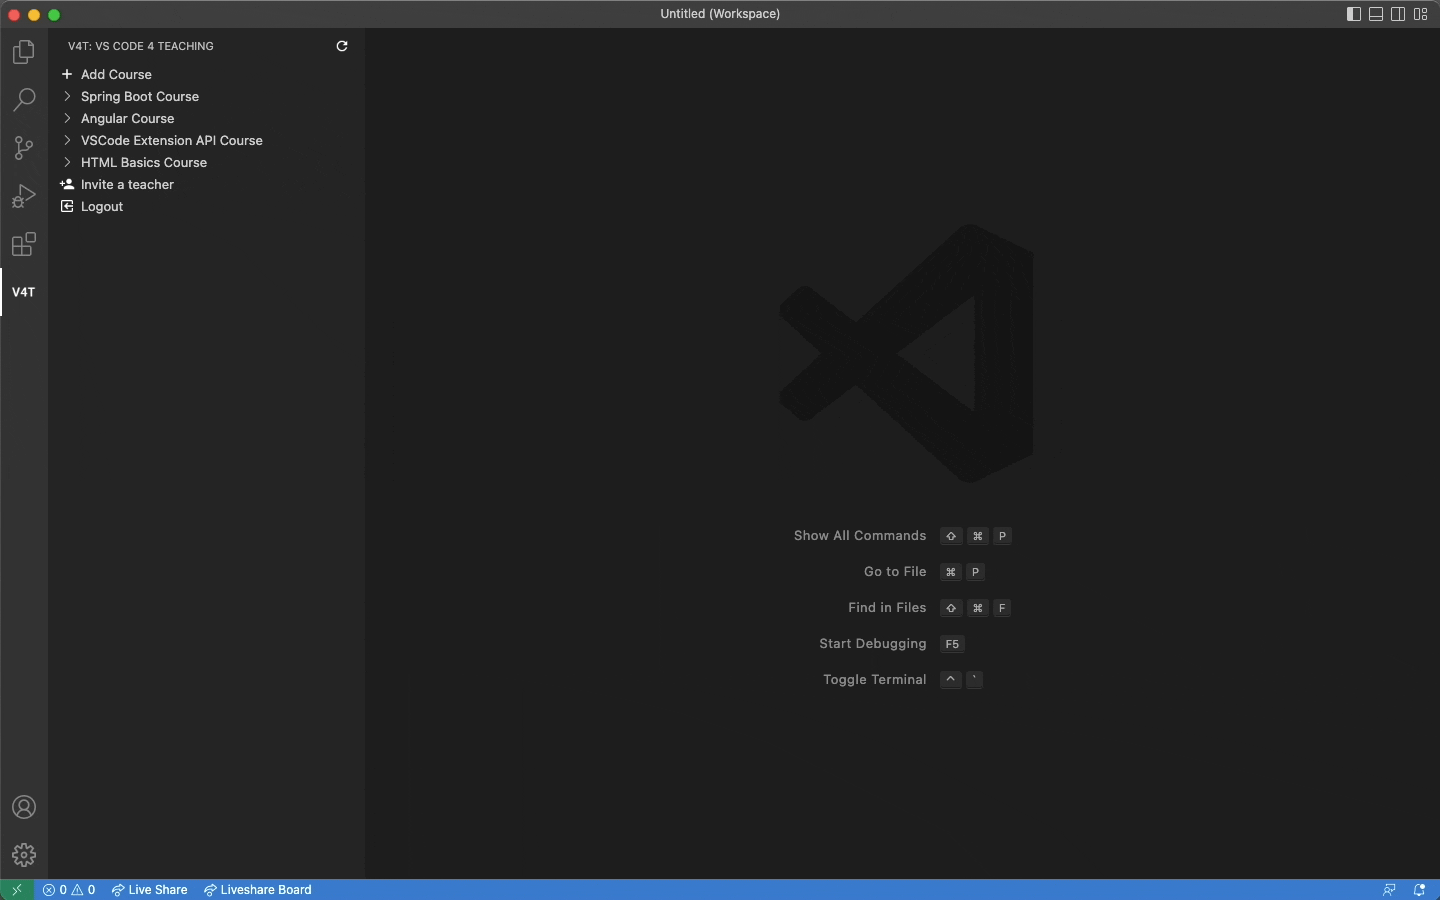 Untitled (Workspace)
V4T: VS CODE 4 TEACHING
Add Course
Spring Boot Course
Angular Course
VSCode Extension API Course
HTML Basics Course
Invite a teacher
Logout
V4T
Show All Commands ⇧ ⌘ P
Go to File ⌘ P
Find in Files ⇧ ⌘ F
Start Debugging F5
Toggle Terminal ^ `
0 0 Live Share Liveshare Board